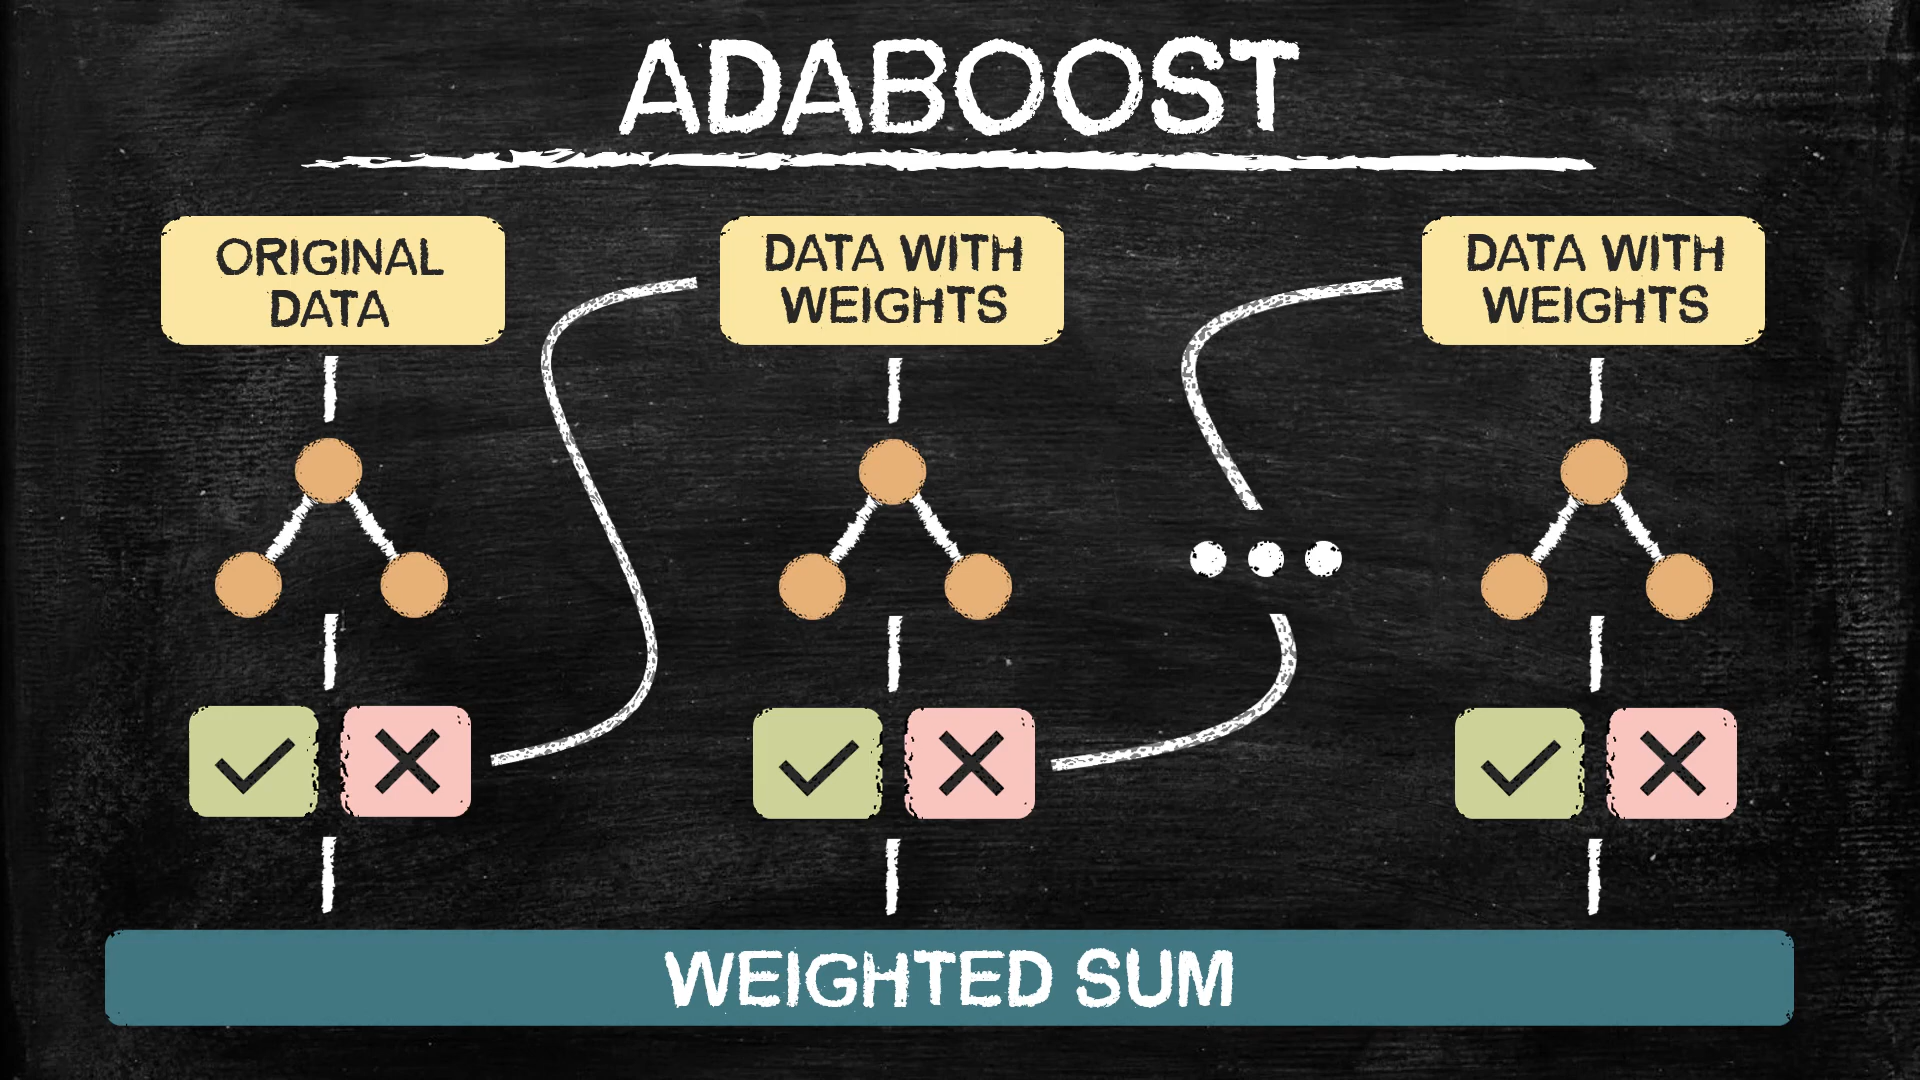 ADABOOST
ORIGINAL
DATA
DATA WITH
WEIGHTS
DATA WITH
WEIGHTS
WEIGHTED SUM